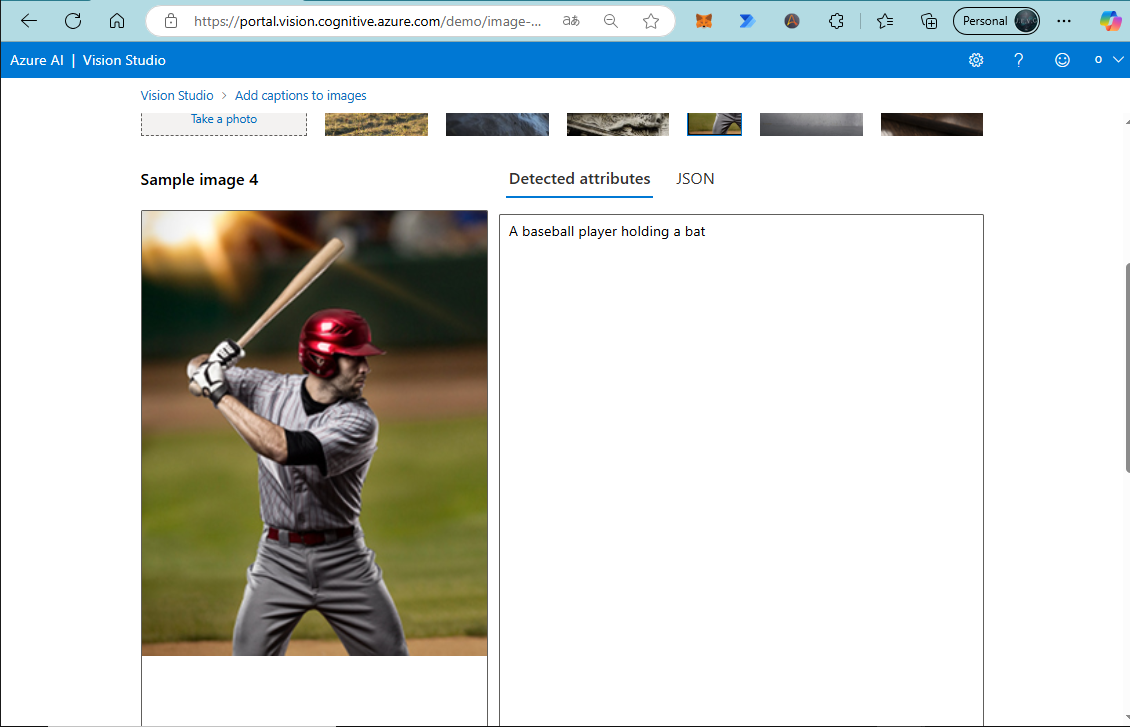 https://portal.vision.cognitive.azure.com/demo/image-...
Personal
Azure AI | Vision Studio
Vision Studio > Add captions to images
Take a photo
Sample image 4
Detected attributes JSON
A baseball player holding a bat